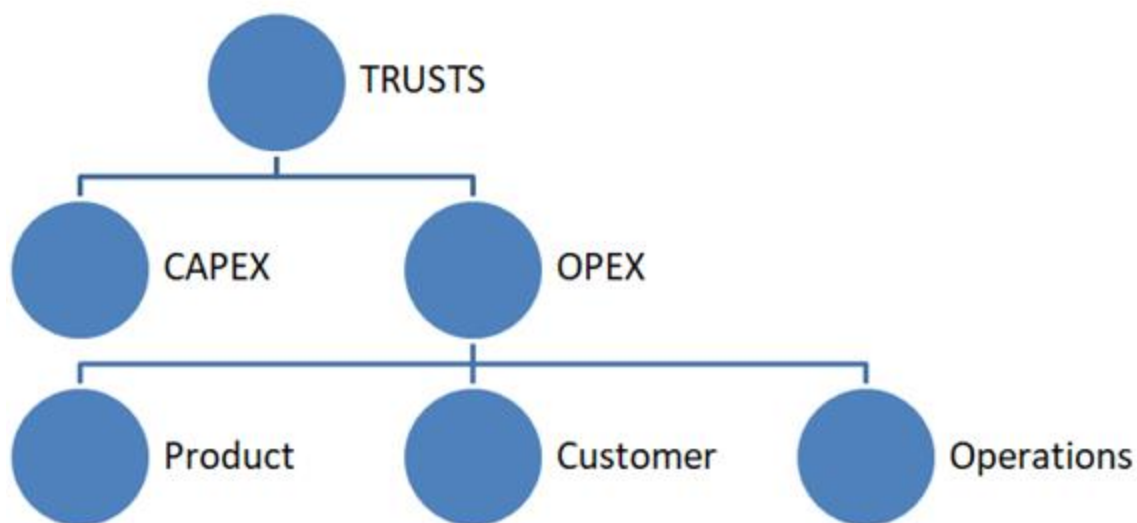 TRUSTS
CAPEX
OPEX
Product
Customer
Operations